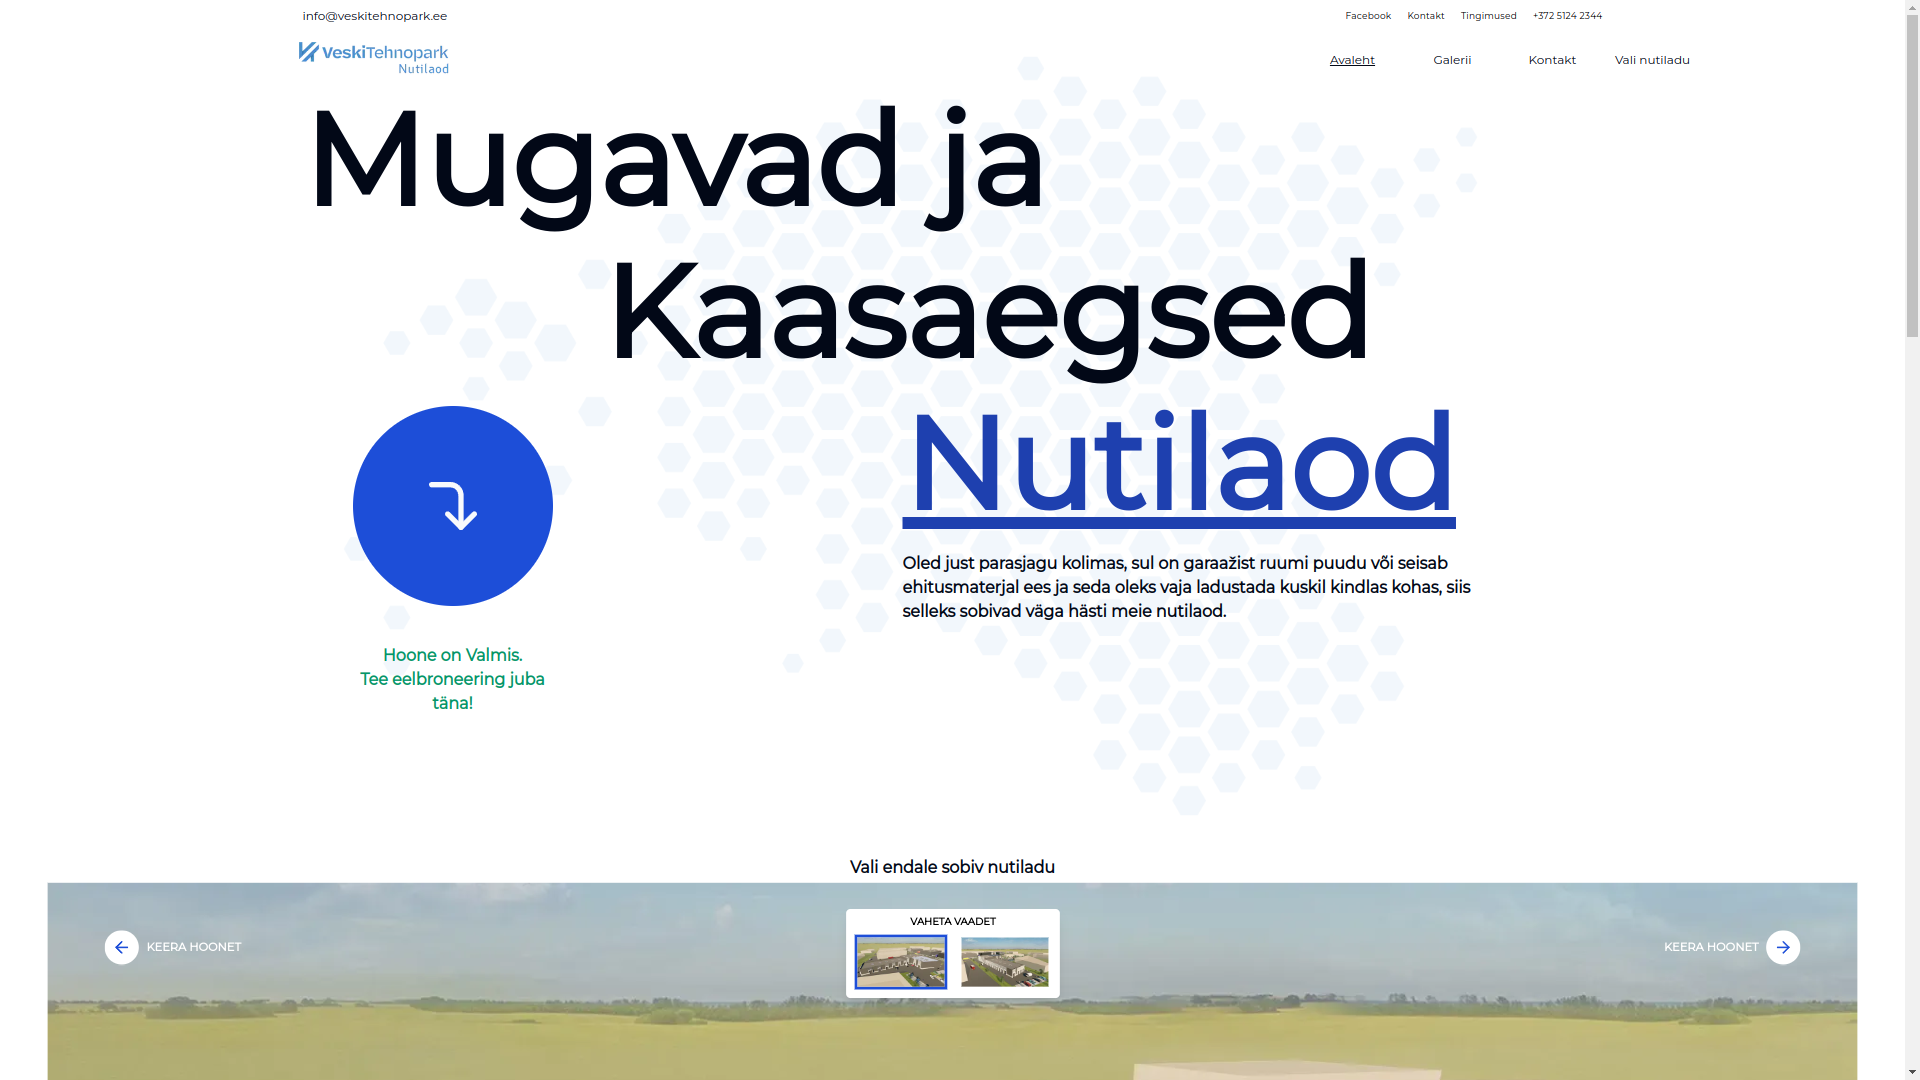 info@veskitehnopark.ee
Facebook Kontakt Tingimused +372 5124 2344
VeskiTehnopark
Nutilaod
Avaleht Galerii Kontakt Vali nutiladu
Mugavad ja
Kaasaegsed
Nutilaod
Oled just parasjagu kolimas, sul on garaažist ruumi puudu või seisab
ehitusmaterjal ees ja seda oleks vaja ladustada kuskil kindlas kohas, siis
selleks sobivad väga hästi meie nutilaod.
Hoone on Valmis.
Tee eelbroneering juba
täna!
Vali endale sobiv nutiladu
VAHETA VAADET
KEERA HOONET
KEERA HOONET